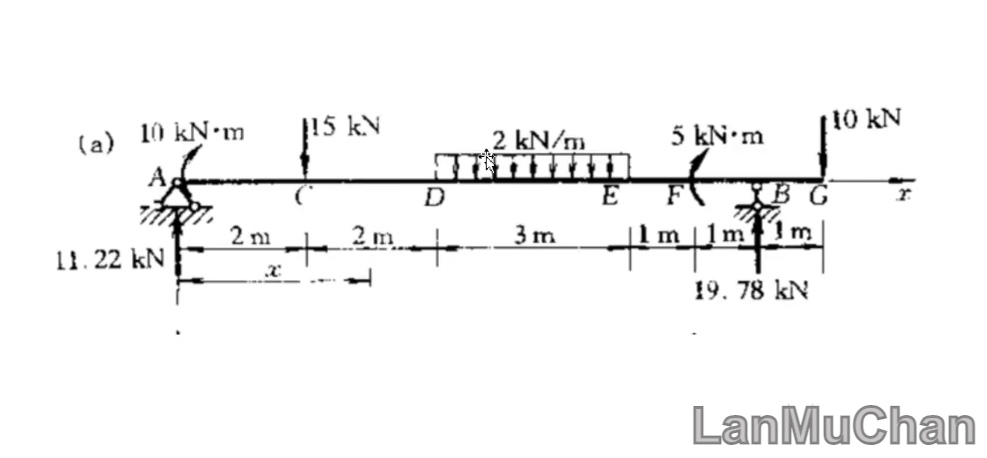 (a) 10 kN·m
15 kN
2 kN/m
5 kN·m
10 kN
A
C
D
E
F
B
G
x
2 m
2 m
3 m
1 m
1 m
1 m
11.22 kN
x
19.78 kN
LanMuChan